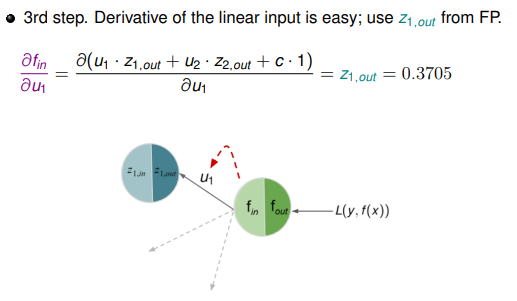 3rd step. Derivative of the linear input is easy; use z1,out from FP.
∂fin/∂u1 = ∂(u1 · z1,out + u2 · z2,out + c · 1)/∂u1 = z1,out = 0.3705
z1,in z1,out
u1
fin fout L(y, f(x))